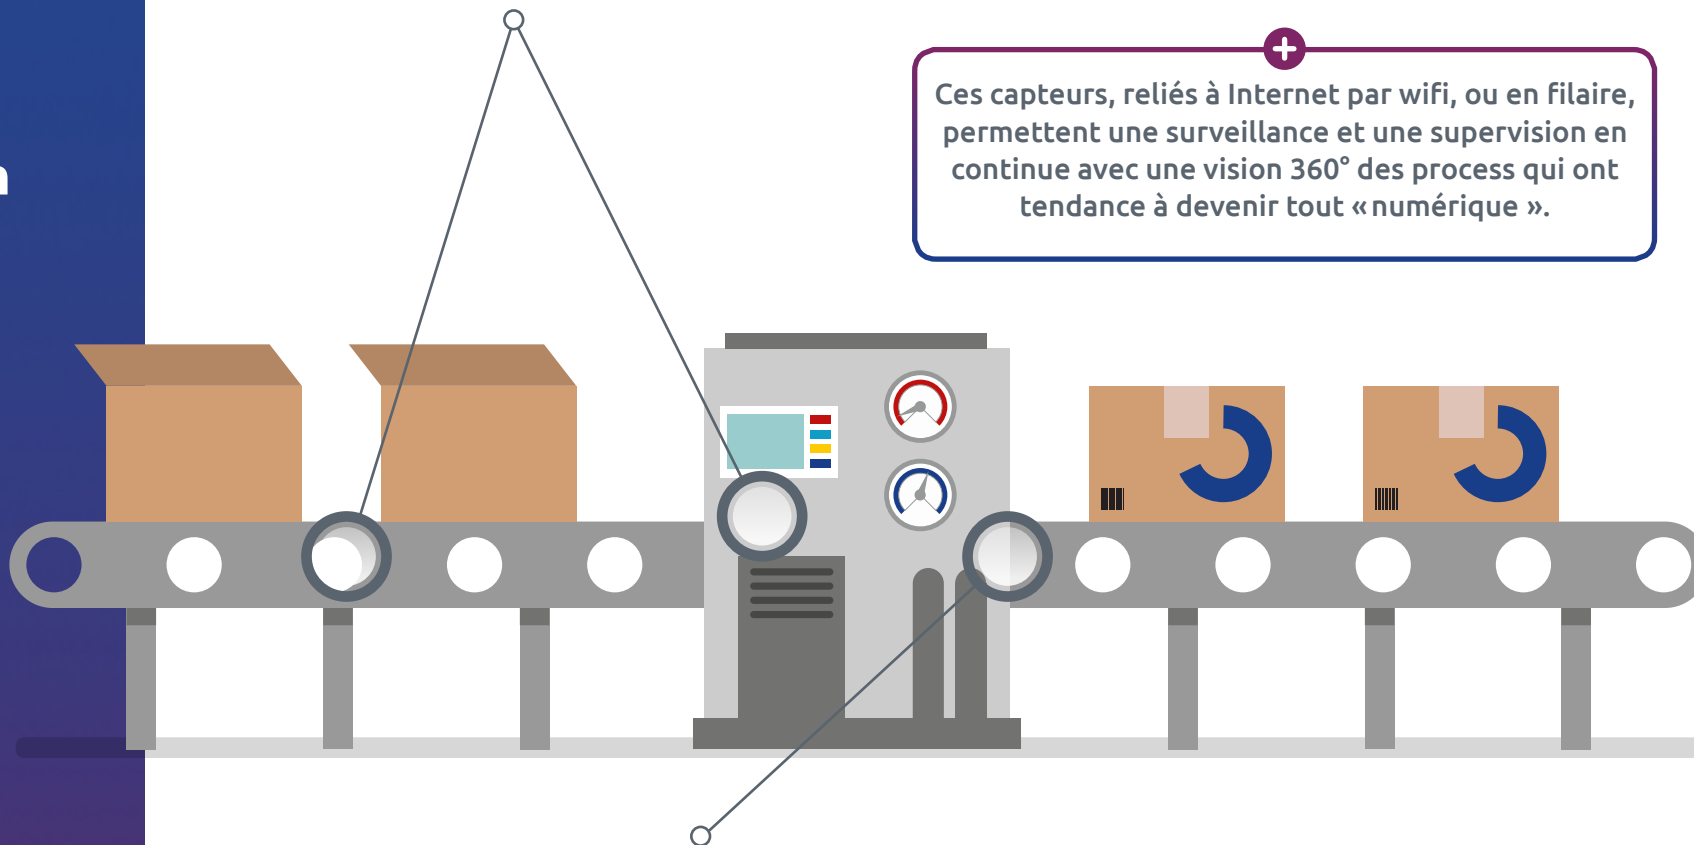 n
Ces capteurs, reliés à Internet par wifi, ou en filaire,
permettent une surveillance et une supervision en
continue avec une vision 360° des process qui ont
tendance à devenir tout «numérique ».